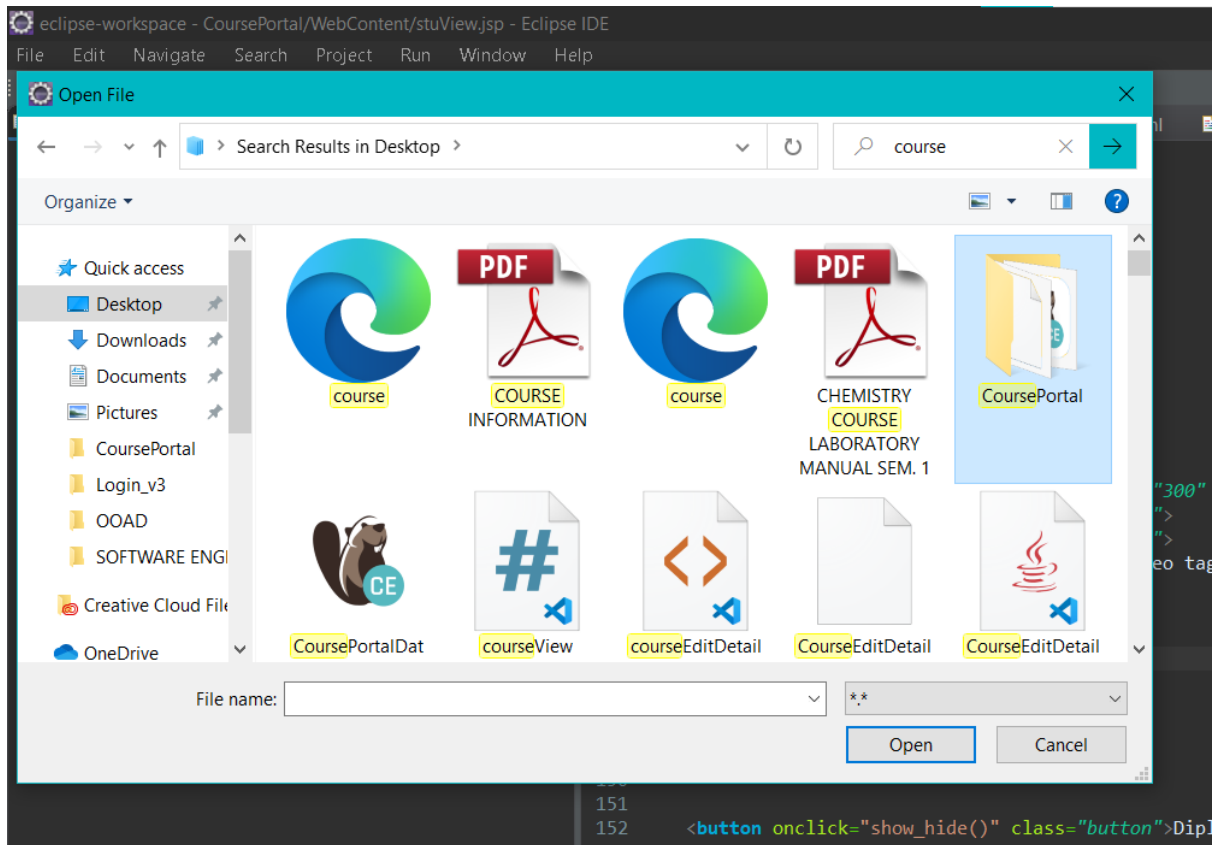 eclipse-workspace - CoursePortal/WebContent/stuView.jsp - Eclipse IDE
File Edit Navigate Search Project Run Window Help
Open File
Search Results in Desktop
course
Organize
?
Quick access
Desktop
Downloads
Documents
Pictures
CoursePortal
Login_v3
OOAD
SOFTWARE ENGI
Creative Cloud File
OneDrive
course
PDF
COURSE
INFORMATION
course
PDF
CHEMISTRY
COURSE
LABORATORY
MANUAL SEM. 1
CE
CoursePortal
CE
CoursePortalDat
#
courseView
<>
courseEditDetail
CourseEditDetail
CourseEditDetail
File name:
*.*
Open
Cancel
"300"
">
">
eo tag
151
152 <button onclick="show_hide()" class="button">Dipl